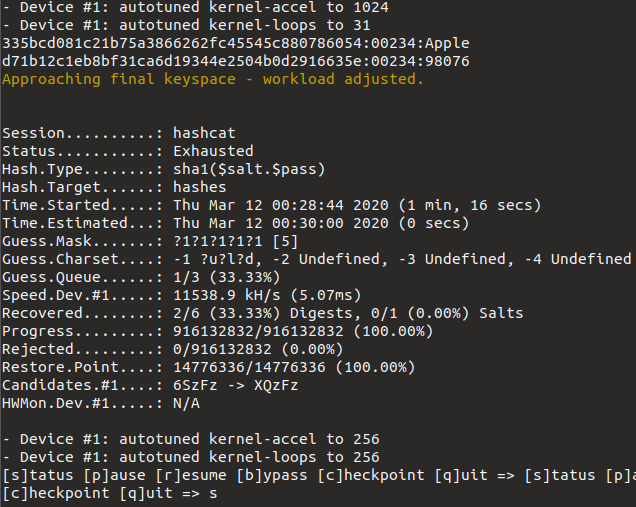 - Device #1: autotuned kernel-accel to 1024
- Device #1: autotuned kernel-loops to 31
335bcd081c21b75a3866262fc45545c880786054:00234:Apple
d71b12c1eb8bf31ca6d19344e2504b0d2916635e:00234:98076
Approaching final keyspace - workload adjusted.
Session..........: hashcat
Status...........: Exhausted
Hash.Type........: sha1($salt.$pass)
Hash.Target......: hashes
Time.Started.....: Thu Mar 12 00:28:44 2020 (1 min, 16 secs)
Time.Estimated...: Thu Mar 12 00:30:00 2020 (0 secs)
Guess.Mask.......: ?1?1?1?1?1 [5]
Guess.Charset....: -1 ?u?l?d, -2 Undefined, -3 Undefined, -4 Undefined
Guess.Queue......: 1/3 (33.33%)
Speed.Dev.#1.....: 11538.9 kH/s (5.07ms)
Recovered........: 2/6 (33.33%) Digests, 0/1 (0.00%) Salts
Progress.........: 916132832/916132832 (100.00%)
Rejected.........: 0/916132832 (0.00%)
Restore.Point....: 14776336/14776336 (100.00%)
Candidates.#1....: 6SzFz -> XQzFz
HWMon.Dev.#1.....: N/A
- Device #1: autotuned kernel-accel to 256
- Device #1: autotuned kernel-loops to 256
[s]tatus [p]ause [r]esume [b]ypass [c]heckpoint [q]uit => [s]tatus [p]a
[c]heckpoint [q]uit => s